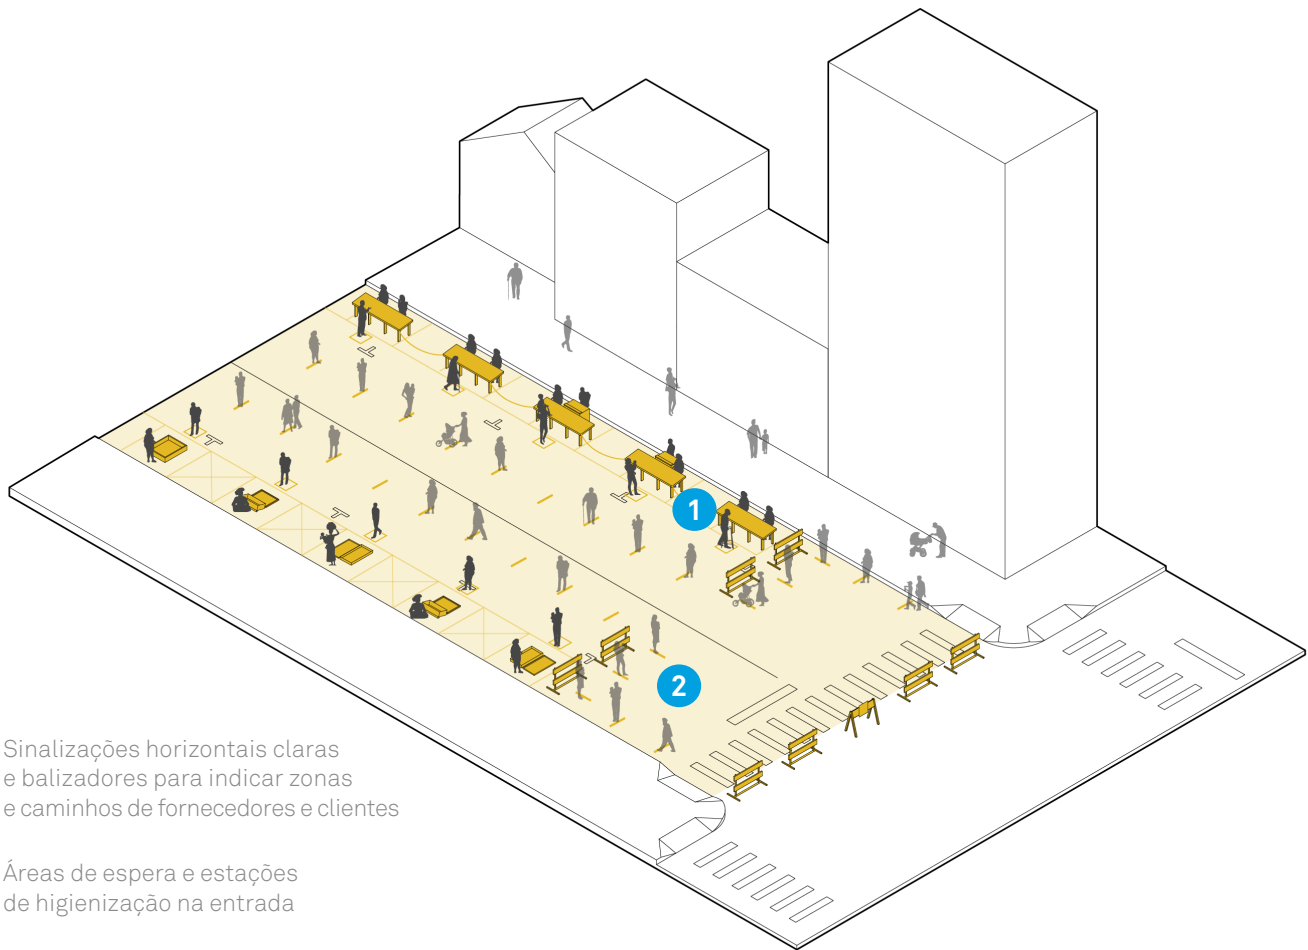 1
2
Sinalizações horizontais claras
e balizadores para indicar zonas
e caminhos de fornecedores e clientes
Áreas de espera e estações
de higienização na entrada